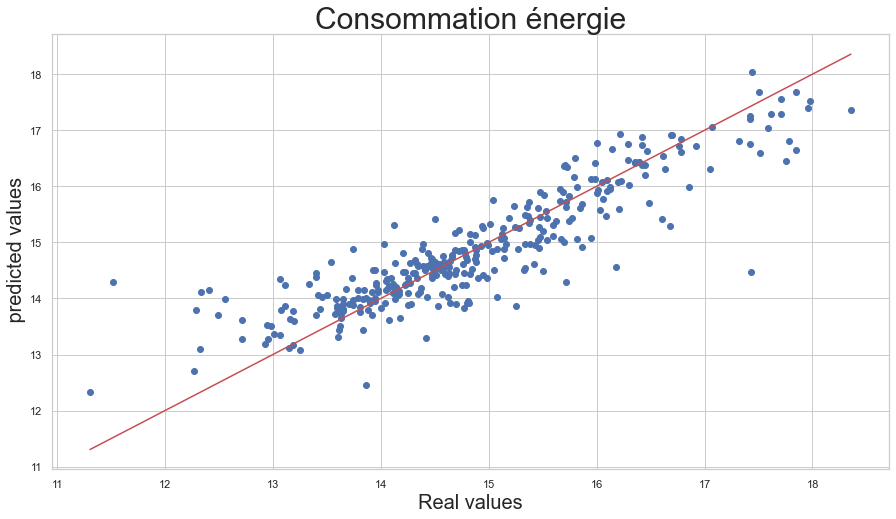 Consommation énergie
predicted values
18
17
16
15
14
13
12
11
11 12 13 14 15 16 17 18
Real values